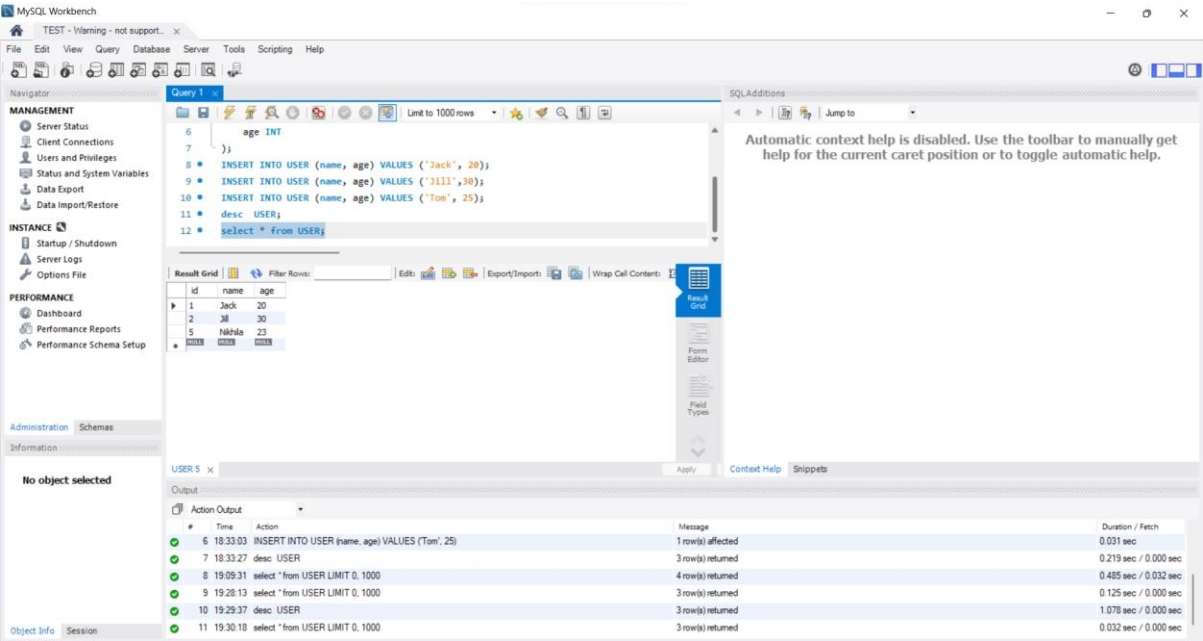 MySQL Workbench
TEST - Warning - not support...
File Edit View Query Database Server Tools Scripting Help
Navigator
MANAGEMENT
Server Status
Client Connections
Users and Privileges
Status and System Variables
Data Export
Data Import/Restore
INSTANCE
Startup / Shutdown
Server Logs
Options File
PERFORMANCE
Dashboard
Performance Reports
Performance Schema Setup
Administration Schemas
Information
No object selected
Object Info Session
Query 1
Limit to 1000 rows
6 age INT
7 );
8 INSERT INTO USER (name, age) VALUES ('Jack', 20);
9 INSERT INTO USER (name, age) VALUES ('Jill',30);
10 INSERT INTO USER (name, age) VALUES ('Tom', 25);
11 desc USER;
12 select * from USER;
Result Grid Filter Rows: Edit: Export/Import: Wrap Cell Content:
id name age
1 Jack 20
2 Jill 30
5 Nikhila 23
NULL NULL NULL
Result
Grid
Form
Editor
Field
Types
USER 5 Apply
SQLAdditions
Jump to
Automatic context help is disabled. Use the toolbar to manually get
help for the current caret position or to toggle automatic help.
Context Help Snippets
Output
Action Output
# Time Action Message Duration / Fetch
6 18:33:03 INSERT INTO USER (name, age) VALUES ('Tom', 25) 1 row(s) affected 0.031 sec
7 18:33:27 desc USER 3 row(s) returned 0.219 sec / 0.000 sec
8 19:09:31 select * from USER LIMIT 0, 1000 4 row(s) returned 0.485 sec / 0.032 sec
9 19:28:13 select * from USER LIMIT 0, 1000 3 row(s) returned 0.125 sec / 0.000 sec
10 19:29:37 desc USER 3 row(s) returned 1.078 sec / 0.000 sec
11 19:30:18 select * from USER LIMIT 0, 1000 3 row(s) returned 0.032 sec / 0.000 sec